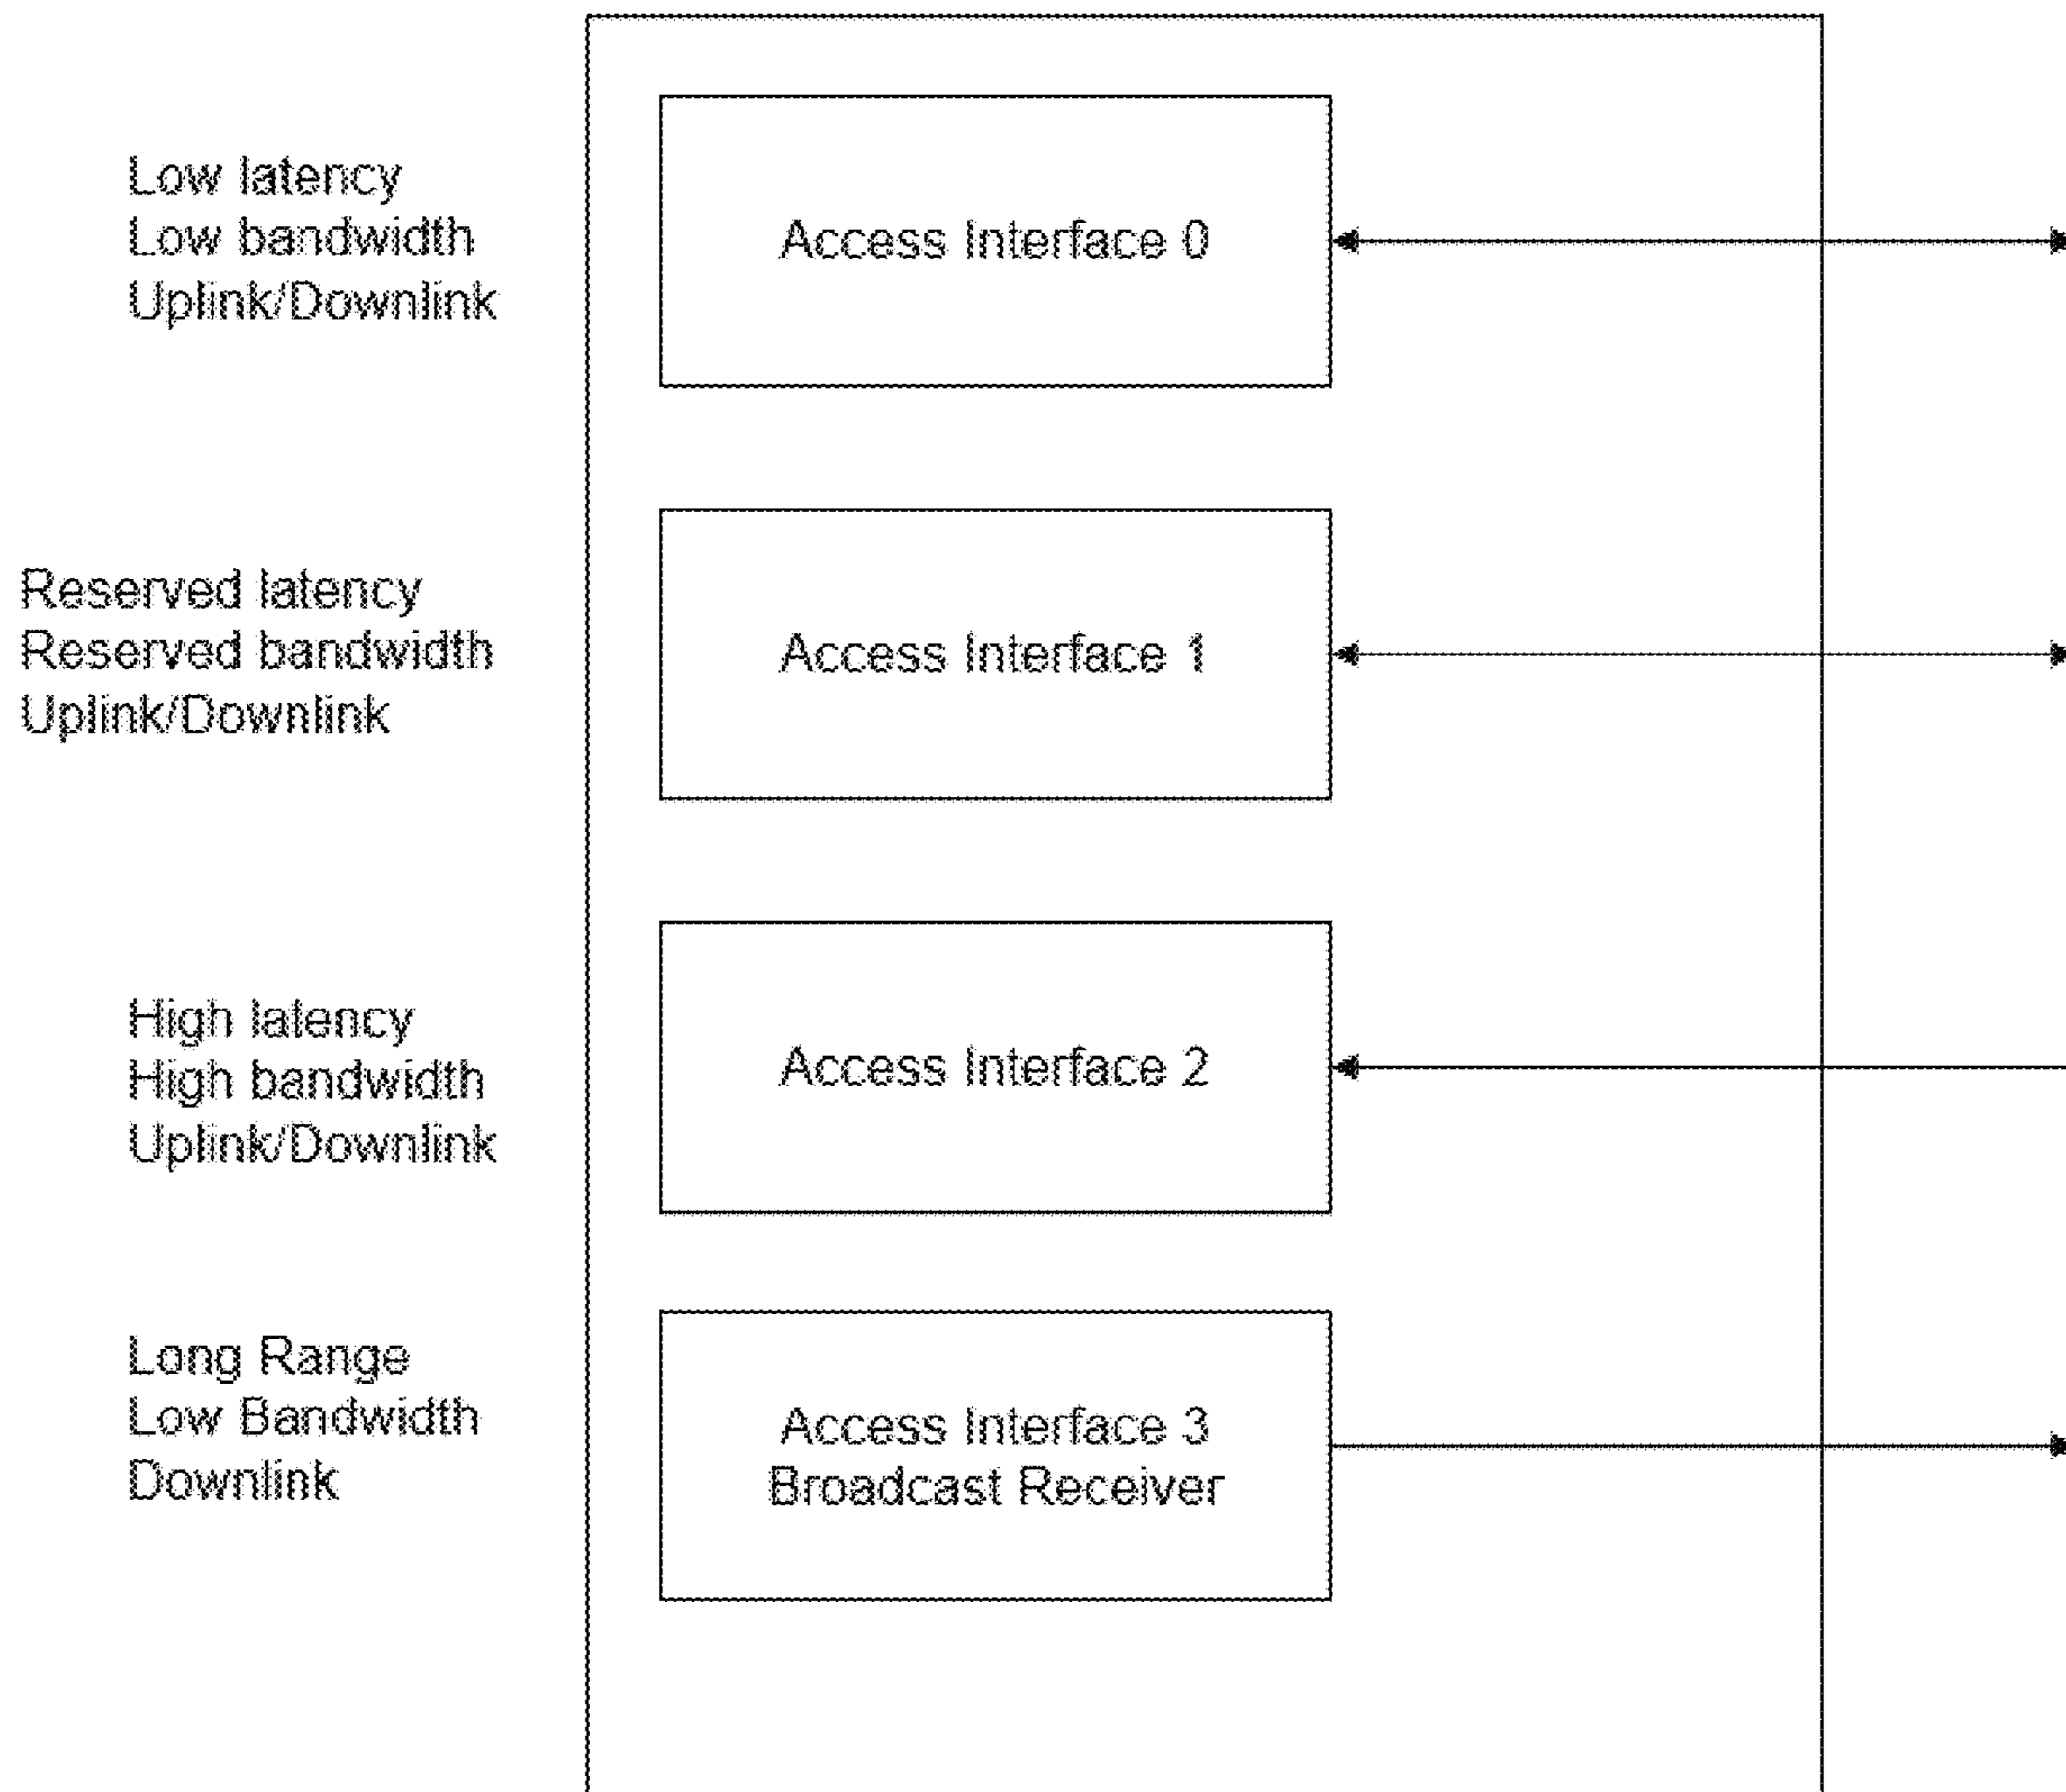 Low latency
Low bandwidth
Uplink/Downlink
Access Interface 0
Reserved latency
Reserved bandwidth
Uplink/Downlink
Access Interface 1
High latency
High bandwidth
Uplink/Downlink
Access Interface 2
Long Range
Low Bandwidth
Downlink
Access Interface 3
Broadcast Receiver